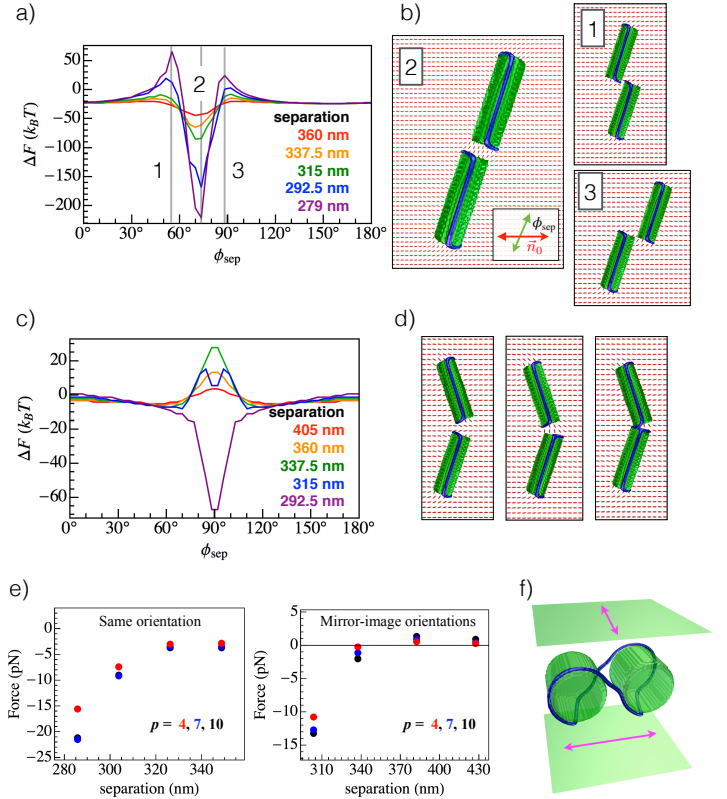 a)
50
0
−50
−100
−150
−200
ΔF (k_BT)
1
2
3
separation
360 nm
337.5 nm
315 nm
292.5 nm
279 nm
0° 30° 60° 90° 120° 150° 180°
ϕ_sep
b)
2
ϕ_sep
n⃗_0
1
3
c)
20
0
−20
−40
−60
ΔF (k_BT)
separation
405 nm
360 nm
337.5 nm
315 nm
292.5 nm
0° 30° 60° 90° 120° 150° 180°
ϕ_sep
d)
e)
Same orientation
0
−5
−10
−15
−20
−25
Force (pN)
p = 4, 7, 10
280 300 320 340
separation (nm)
Mirror-image orientations
5
0
−5
−10
−15
Force (pN)
p = 4, 7, 10
310 340 370 400 430
separation (nm)
f)